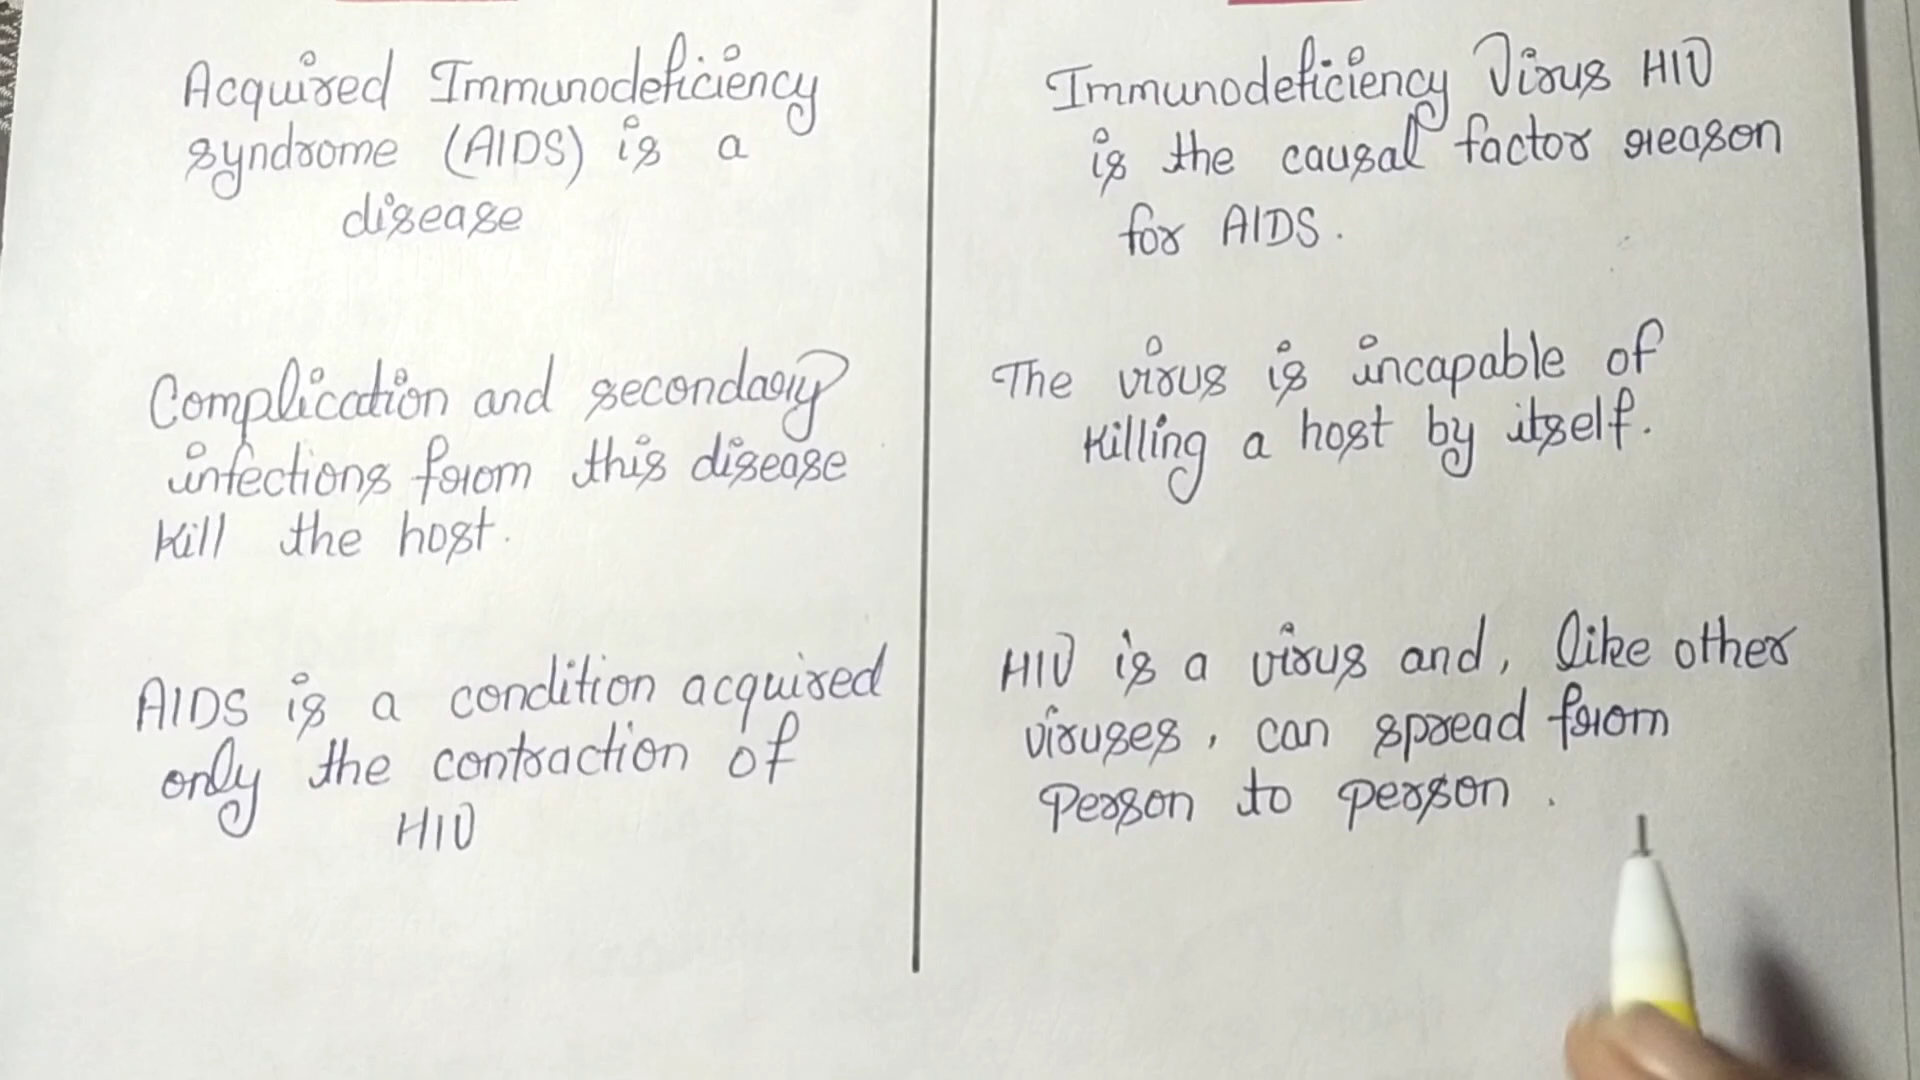 Acquired Immunodeficiency
syndrome (AIDS) is a
disease
Complication and secondary
infections from this disease
kill the host.
AIDS is a condition acquired
only the contraction of
HIV
Immunodeficiency Virus HIV
is the causal factor reason
for AIDS.
The virus is incapable of
killing a host by itself.
HIV is a virus and, like other
viruses, can spread from
Person to person.